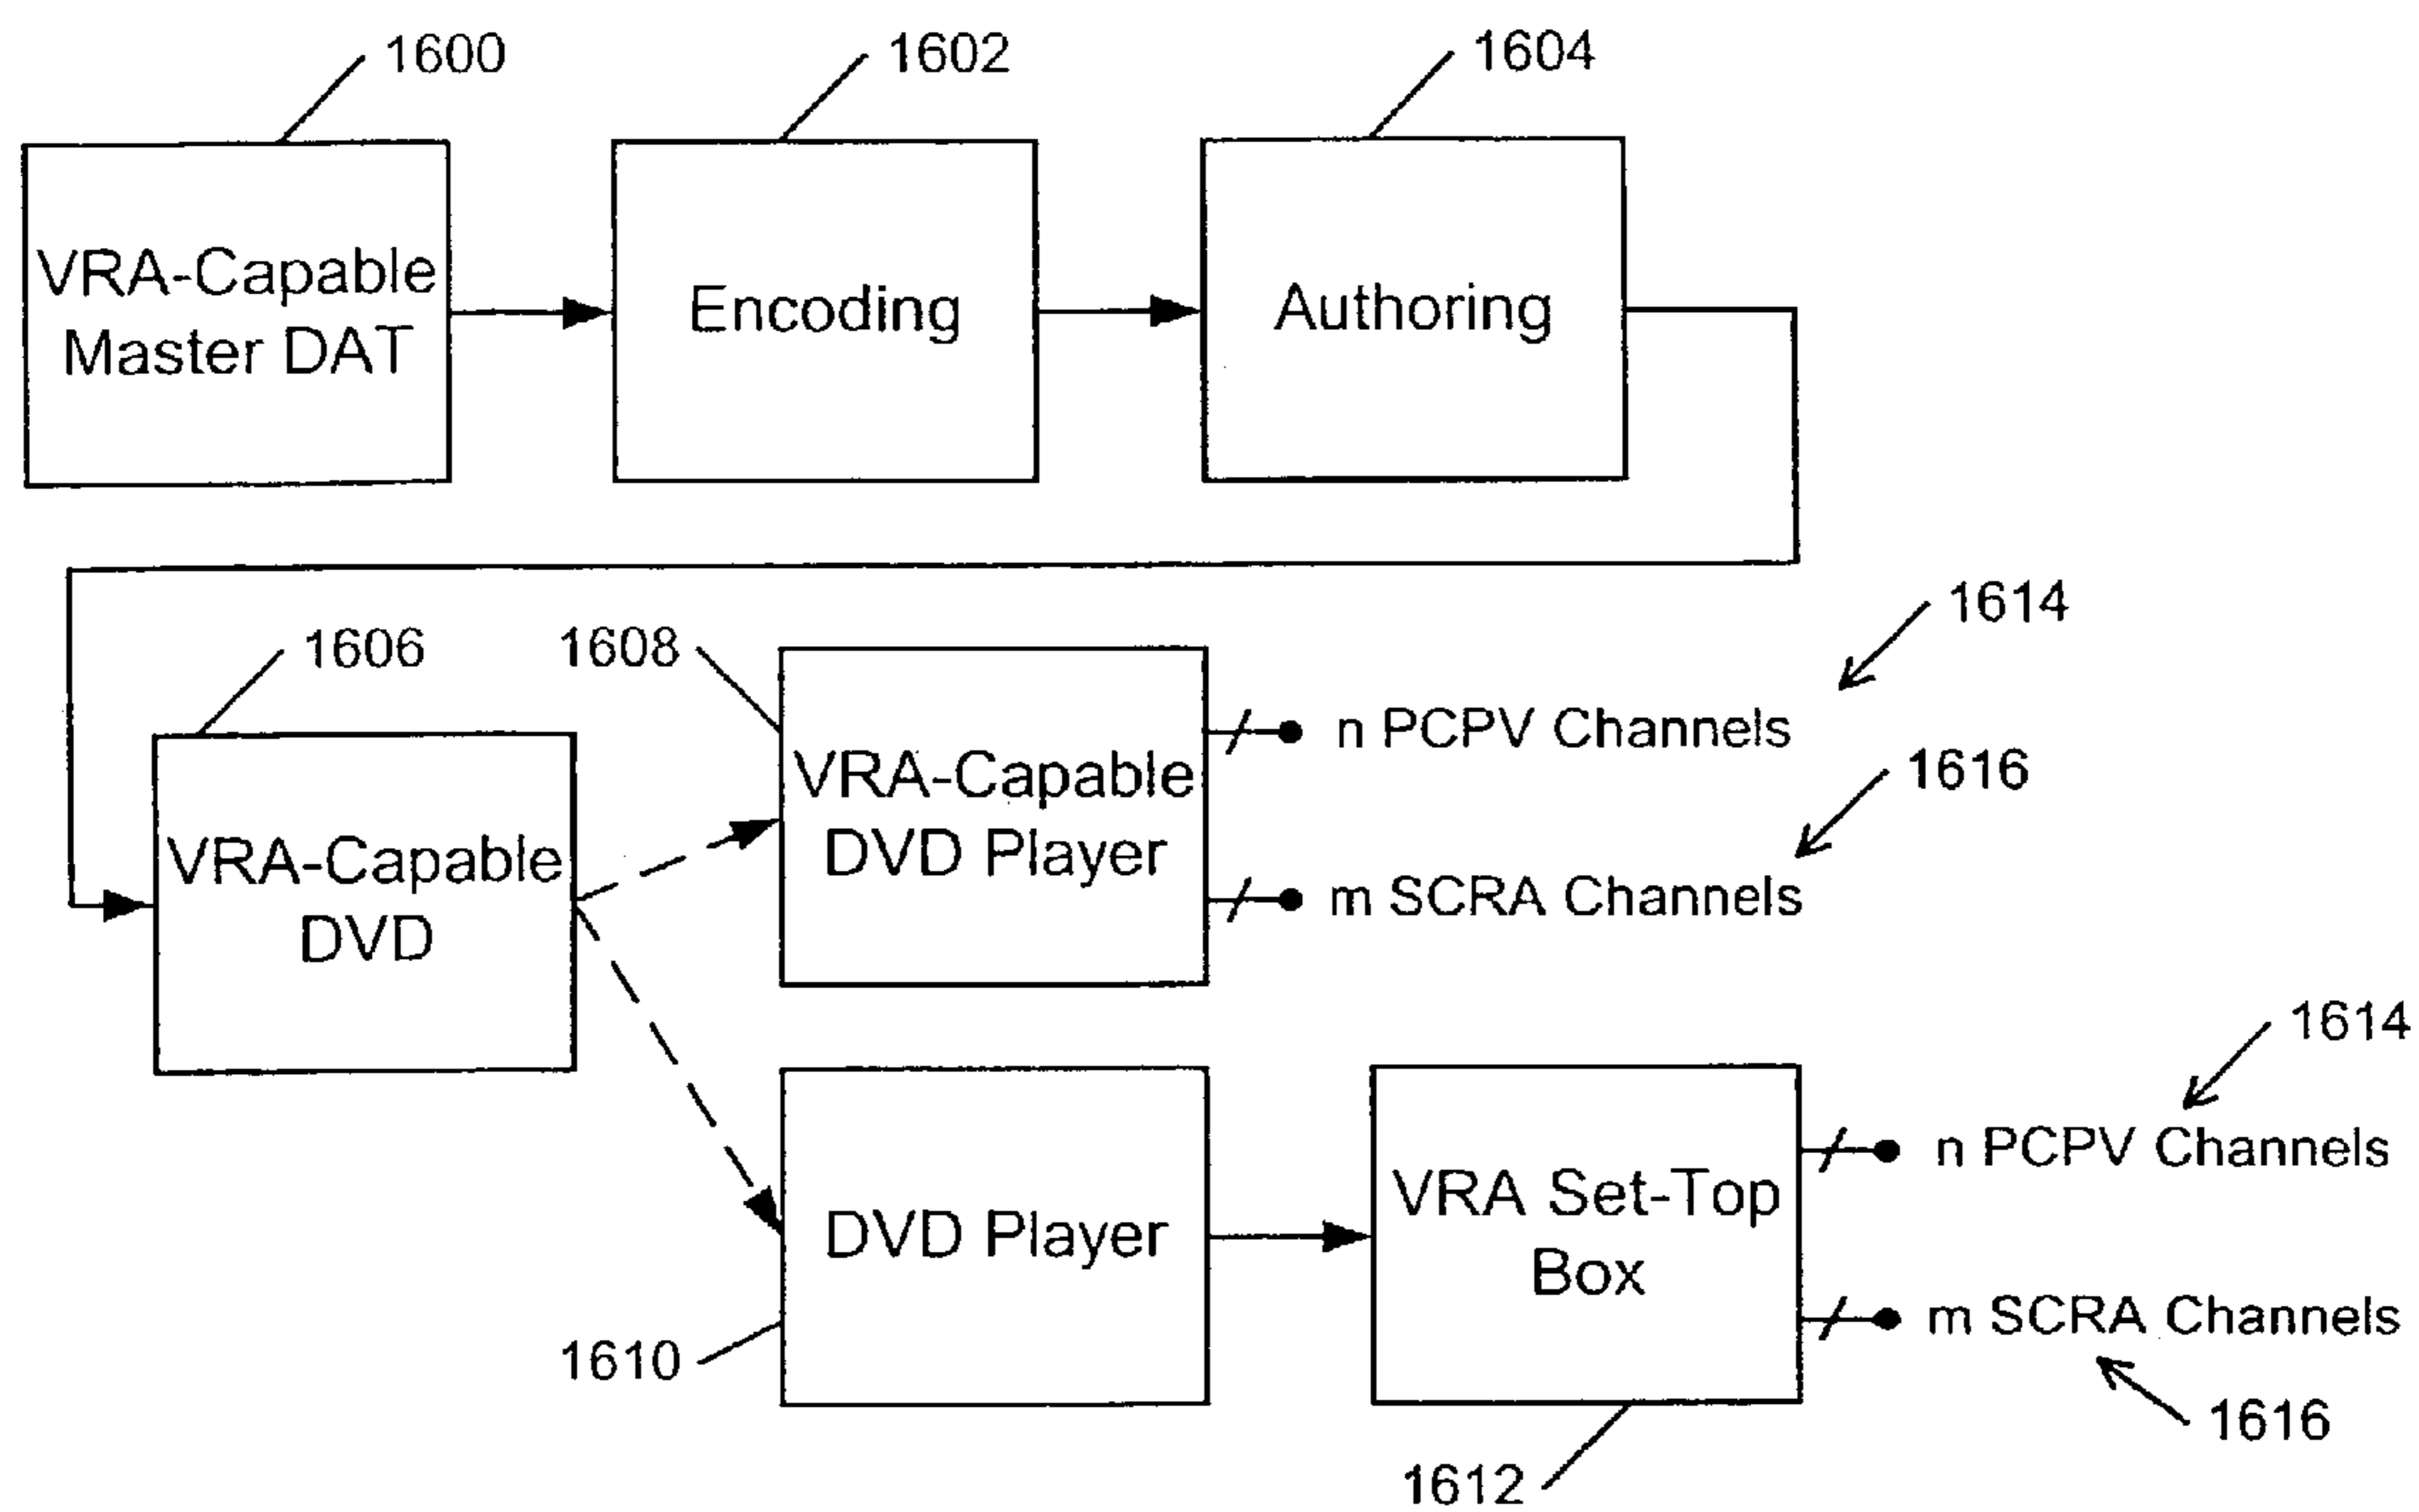 1600
1602
1604
VRA-Capable
Master DAT
Encoding
Authoring
1606
1608
1614
n PCPV Channels
1616
VRA-Capable
DVD Player
m SCRA Channels
VRA-Capable
DVD
1614
n PCPV Channels
DVD Player
VRA Set-Top
Box
m SCRA Channels
1610
1616
1612